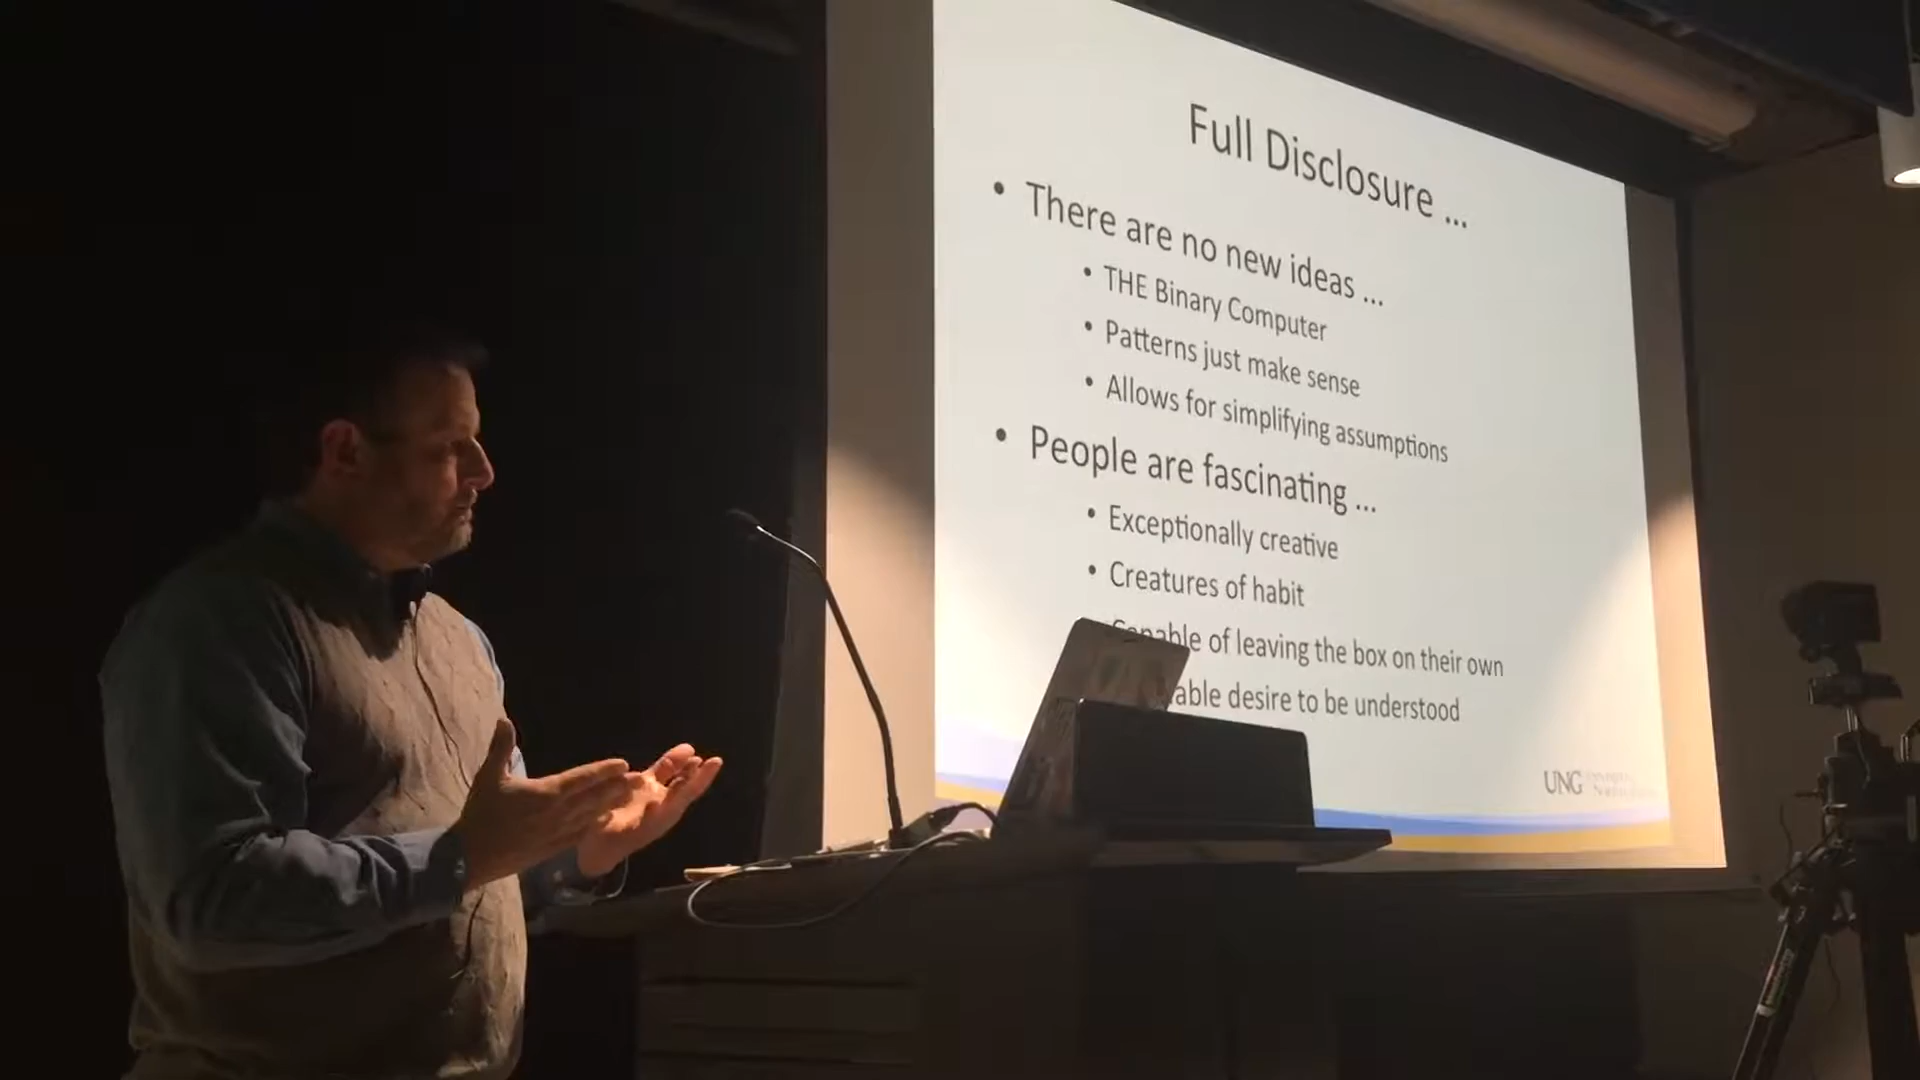 Full Disclosure ...
• There are no new ideas ...
• THE Binary Computer
• Patterns just make sense
• Allows for simplifying assumptions
• People are fascinating ...
• Exceptionally creative
• Creatures of habit
Capable of leaving the box on their own
able desire to be understood
UNG